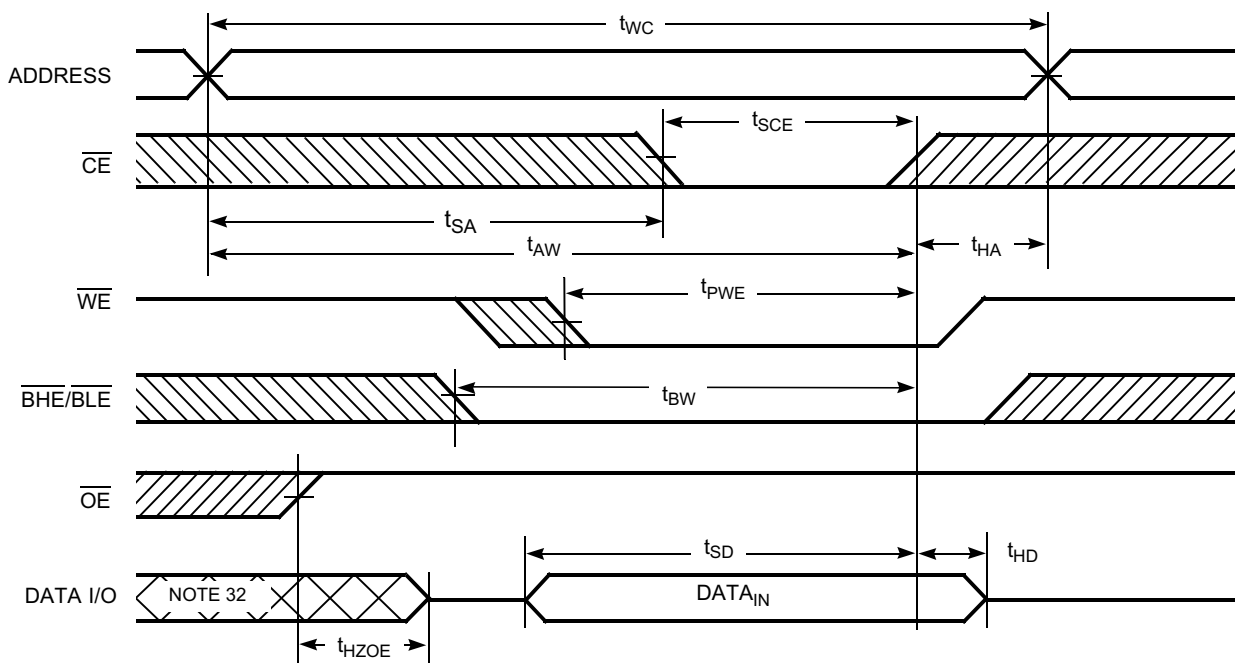 tWC
ADDRESS
tSCE
CE
tSA
tAW
tHA
WE
tPWE
BHE/BLE
tBW
OE
tSD
tHD
DATA I/O
NOTE 32
DATAIN
tHZOE